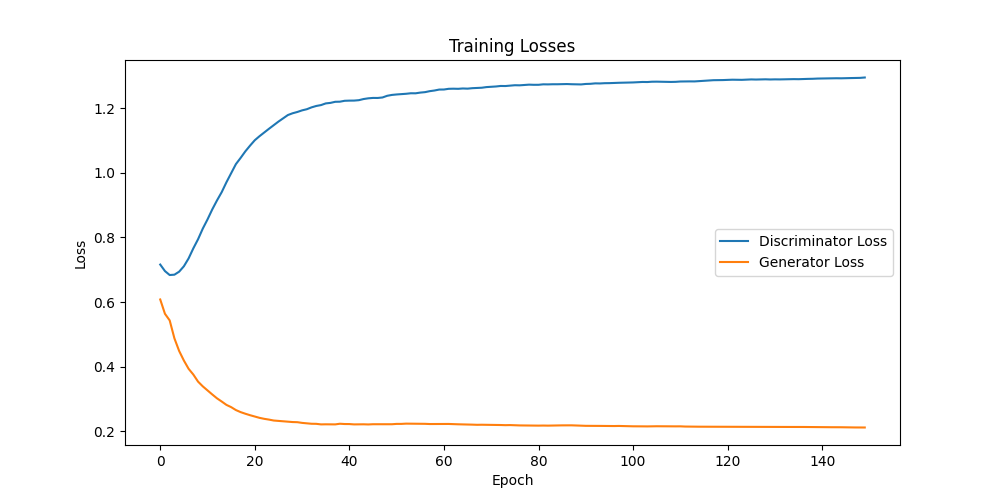 Training Losses
1.2
1.0
0.8
0.6
0.4
0.2
Loss
Discriminator Loss
Generator Loss
0 20 40 60 80 100 120 140
Epoch